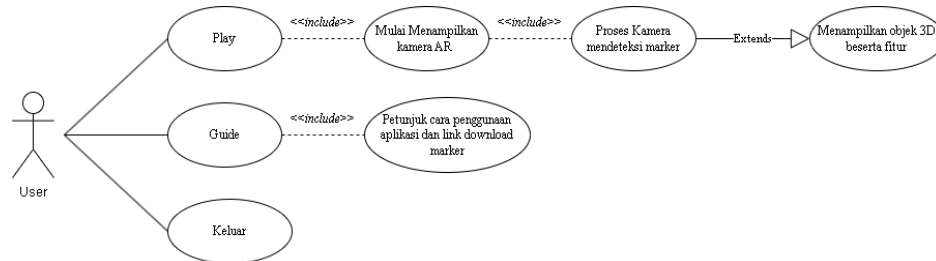 <<include>>
<<include>>
Play
Mulai Menampilkan
kamera AR
Proses Kamera
mendeteksi marker
Extends
Menampilkan objek 3D
beserta fitur
<<include>>
Guide
Petunjuk cara penggunaan
aplikasi dan link download
marker
User
Keluar